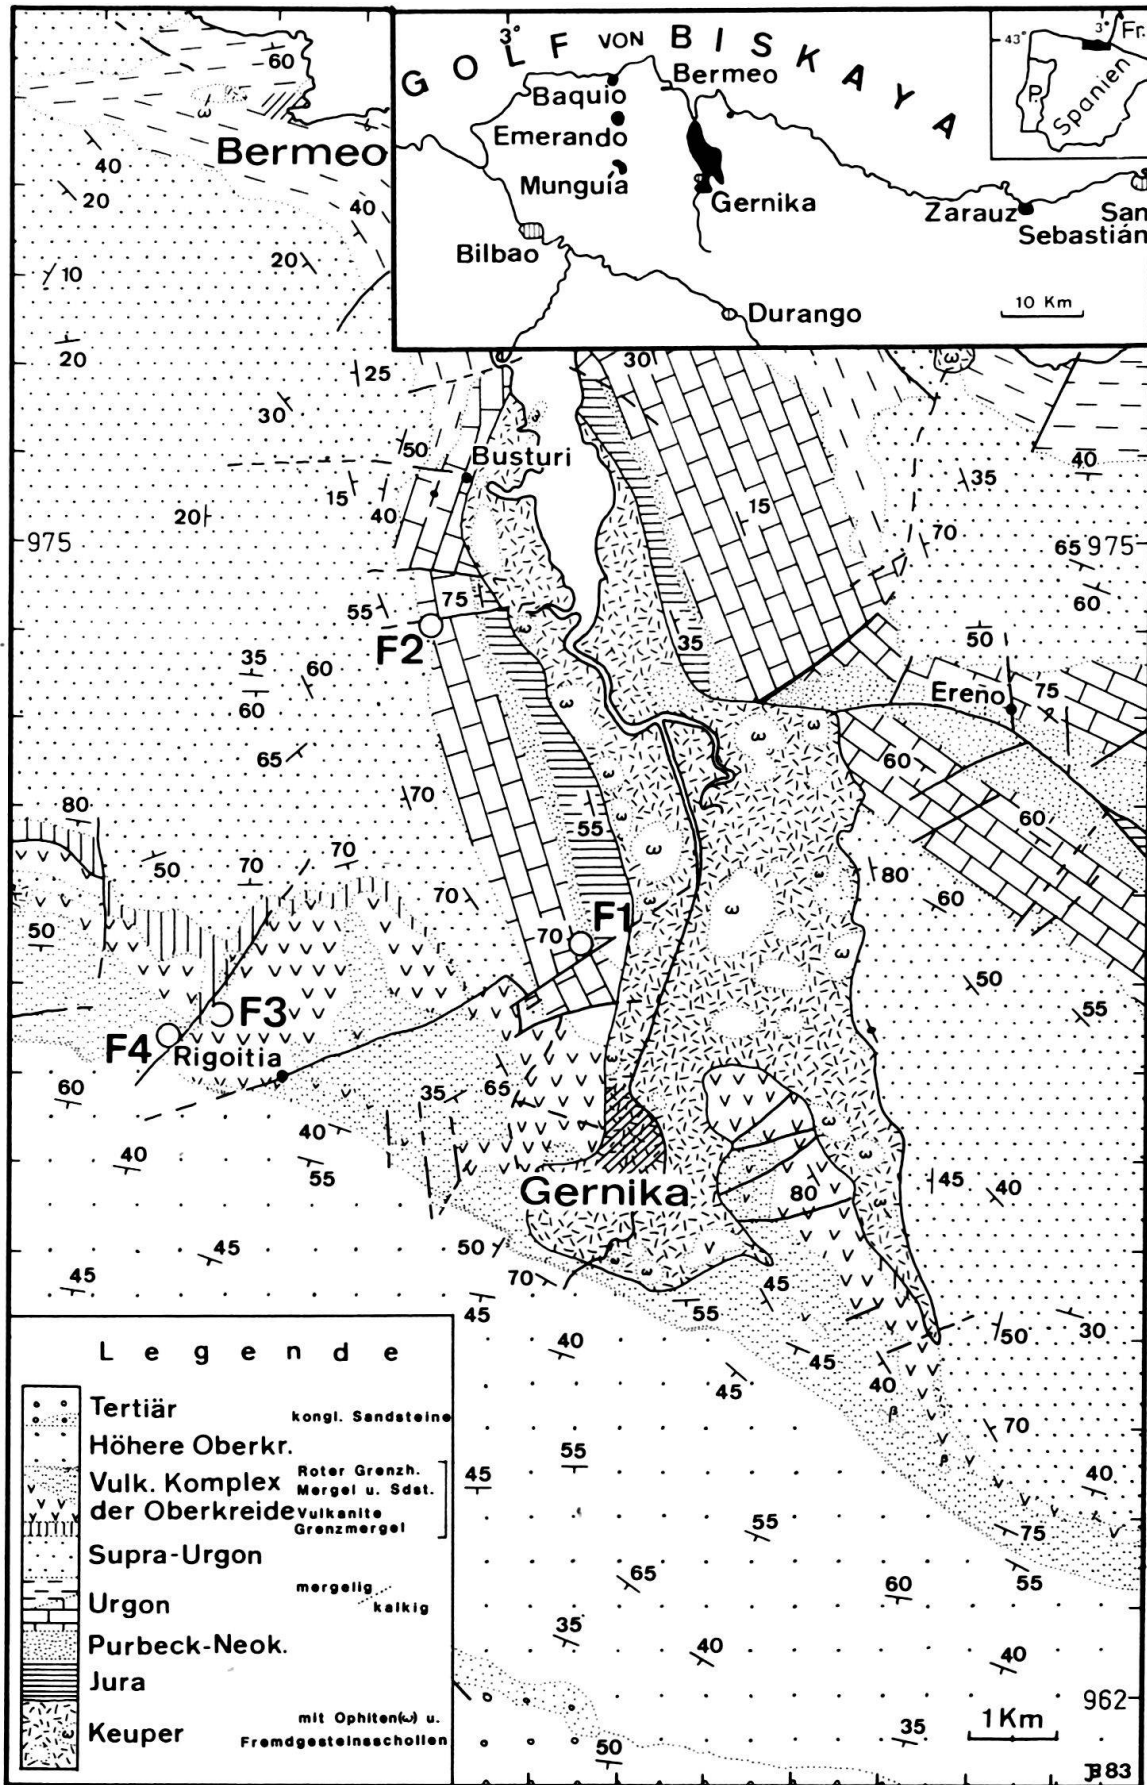 GOLF VON BISKAYA
3°
43°
3°
Fr.
P.
Spanien
Baquio
Bermeo
Emerando
Munguía
Gernika
Zarauz
San
Sebastián
Bilbao
Durango
10 Km
60
Bermeo
40
20
40
20
10
20
25
30
30
50
Busturi
15
40
20
15
35
40
70
975
65 975
60
55
75
F2
35
50
35
60
60
65
Ereño
75
70
60
80
55
60
50
70
70
70
80
60
50
70
F1
50
55
F3
F4
Rigoitia
60
35
65
40
40
55
Gernika
80
45
40
45
50
45
70
45
55
45
50
30
40
45
40
45
70
40
55
45
75
55
55
65
60
35
40
40
962
35
50
1Km
JB 83
Legende
Tertiär
kongl. Sandsteine
Höhere Oberkr.
Vulk. Komplex
der Oberkreide
Roter Grenzh.
Mergel u. Sdst.
Vulkanite
Grenzmergel
Supra-Urgon
Urgon
mergelig
kalkig
Purbeck-Neok.
Jura
Keuper
mit Ophiten(ω) u.
Fremdgesteinsschollen